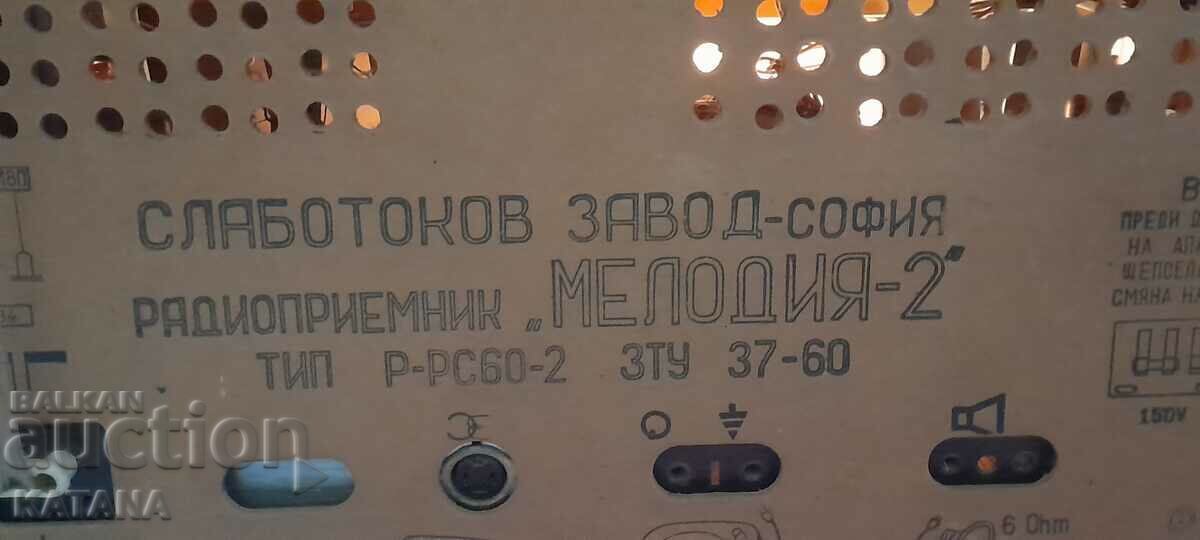 СЛАБОТОКОВ ЗАВОД-СОФИЯ
РАДИОПРИЕМНИК „МЕЛОДИЯ-2"
ТИП Р-РС60-2 ЗТУ 37-60
ПРЕВИ
НА
ЩЕПСЕЛ
СМЯНА НА
150V
6 Ohm
BALKAN
auction
KATANA